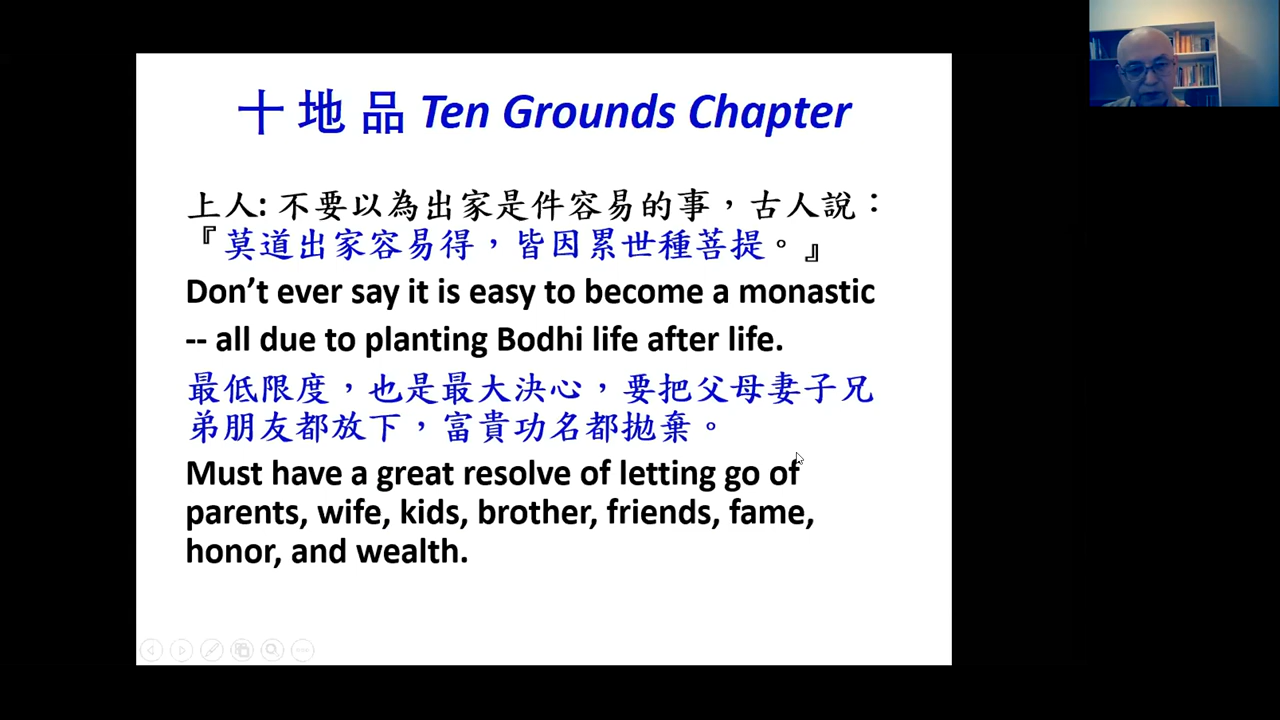 十地品 Ten Grounds Chapter
上人: 不要以為出家是件容易的事，古人說：
『莫道出家容易得，皆因累世種菩提。』
Don't ever say it is easy to become a monastic
-- all due to planting Bodhi life after life.
最低限度，也是最大決心，要把父母妻子兄
弟朋友都放下，富貴功名都拋棄。
Must have a great resolve of letting go of
parents, wife, kids, brother, friends, fame,
honor, and wealth.